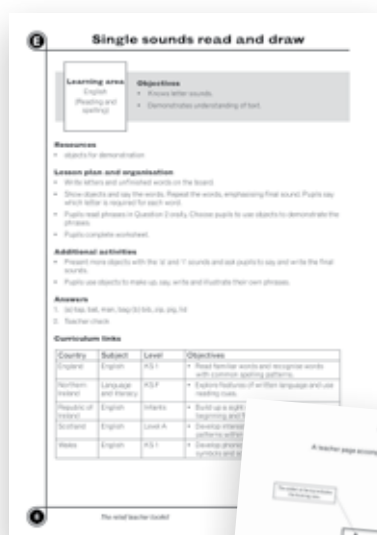 E
Single sounds read and draw
Learning area
English
(Reading and
spelling)
Objectives
• Knows letter sounds.
• Demonstrates understanding of text.
Resources
• objects for demonstration
Lesson plan and organisation
• Write letters and unfinished words on the board.
• Show objects and say the words. Repeat the words, emphasising final sound. Pupils say
which letter is required for each word.
• Pupils read phrases in Question 2 orally. Choose pupils to use objects to demonstrate the
phrases.
• Pupils complete worksheet.
Additional activities
• Present more objects with the and sounds and ask pupils to say and write the final
sounds.
• Pupils use objects to make up, say, write and illustrate their own phrases.
Answers
1. (a)
2. Teacher check
Curriculum links
Country Subject Level Objectives
England English KS 1 • Read familiar words and recognise words
with common spelling patterns.
Northern Language KS F • Explore features of written language and use
Ireland and literacy reading cues.
Republic of English Infants • Build up a sight
Ireland beginning and
Scotland English Level A • Develop
patterns within
Wales English KS 1 • Develop
symbols and
The relief teacher
A teacher page